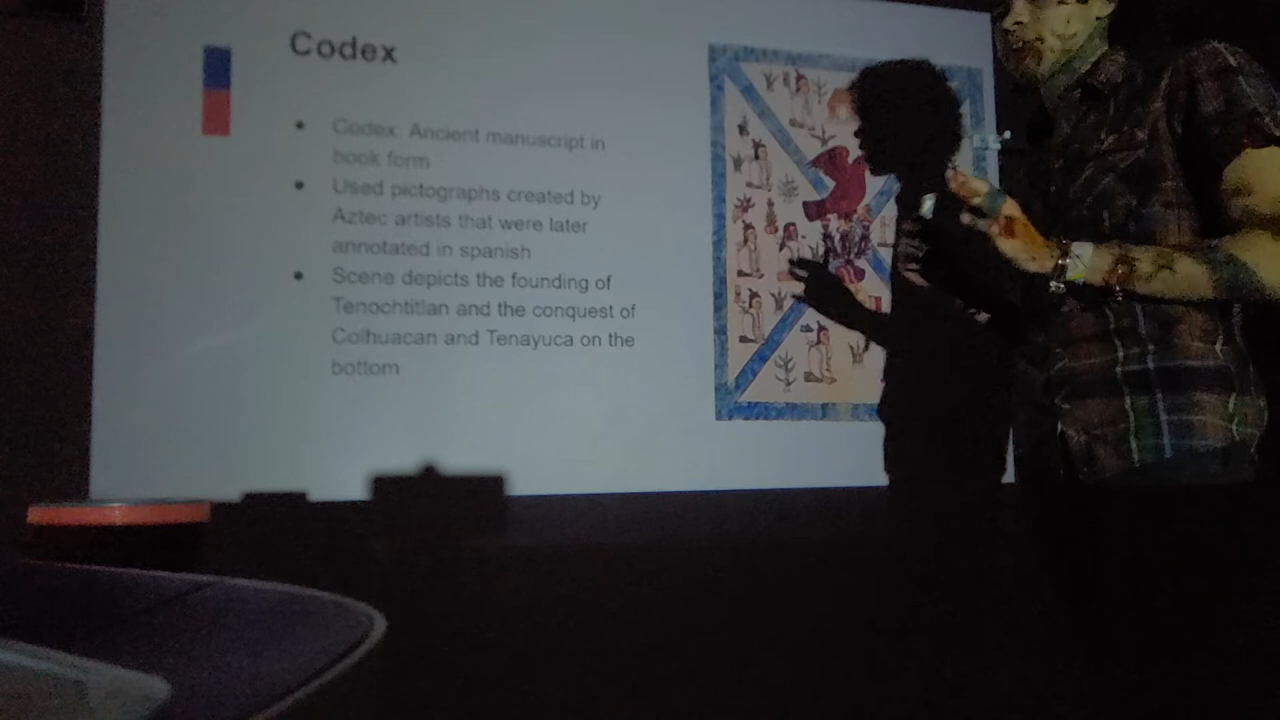 Codex
• Codex: Ancient manuscript in
book form
• Used pictographs created by
Aztec artists that were later
annotated in spanish
• Scene depicts the founding of
Tenochtitlan and the conquest of
Colhuacan and Tenayuca on the
bottom